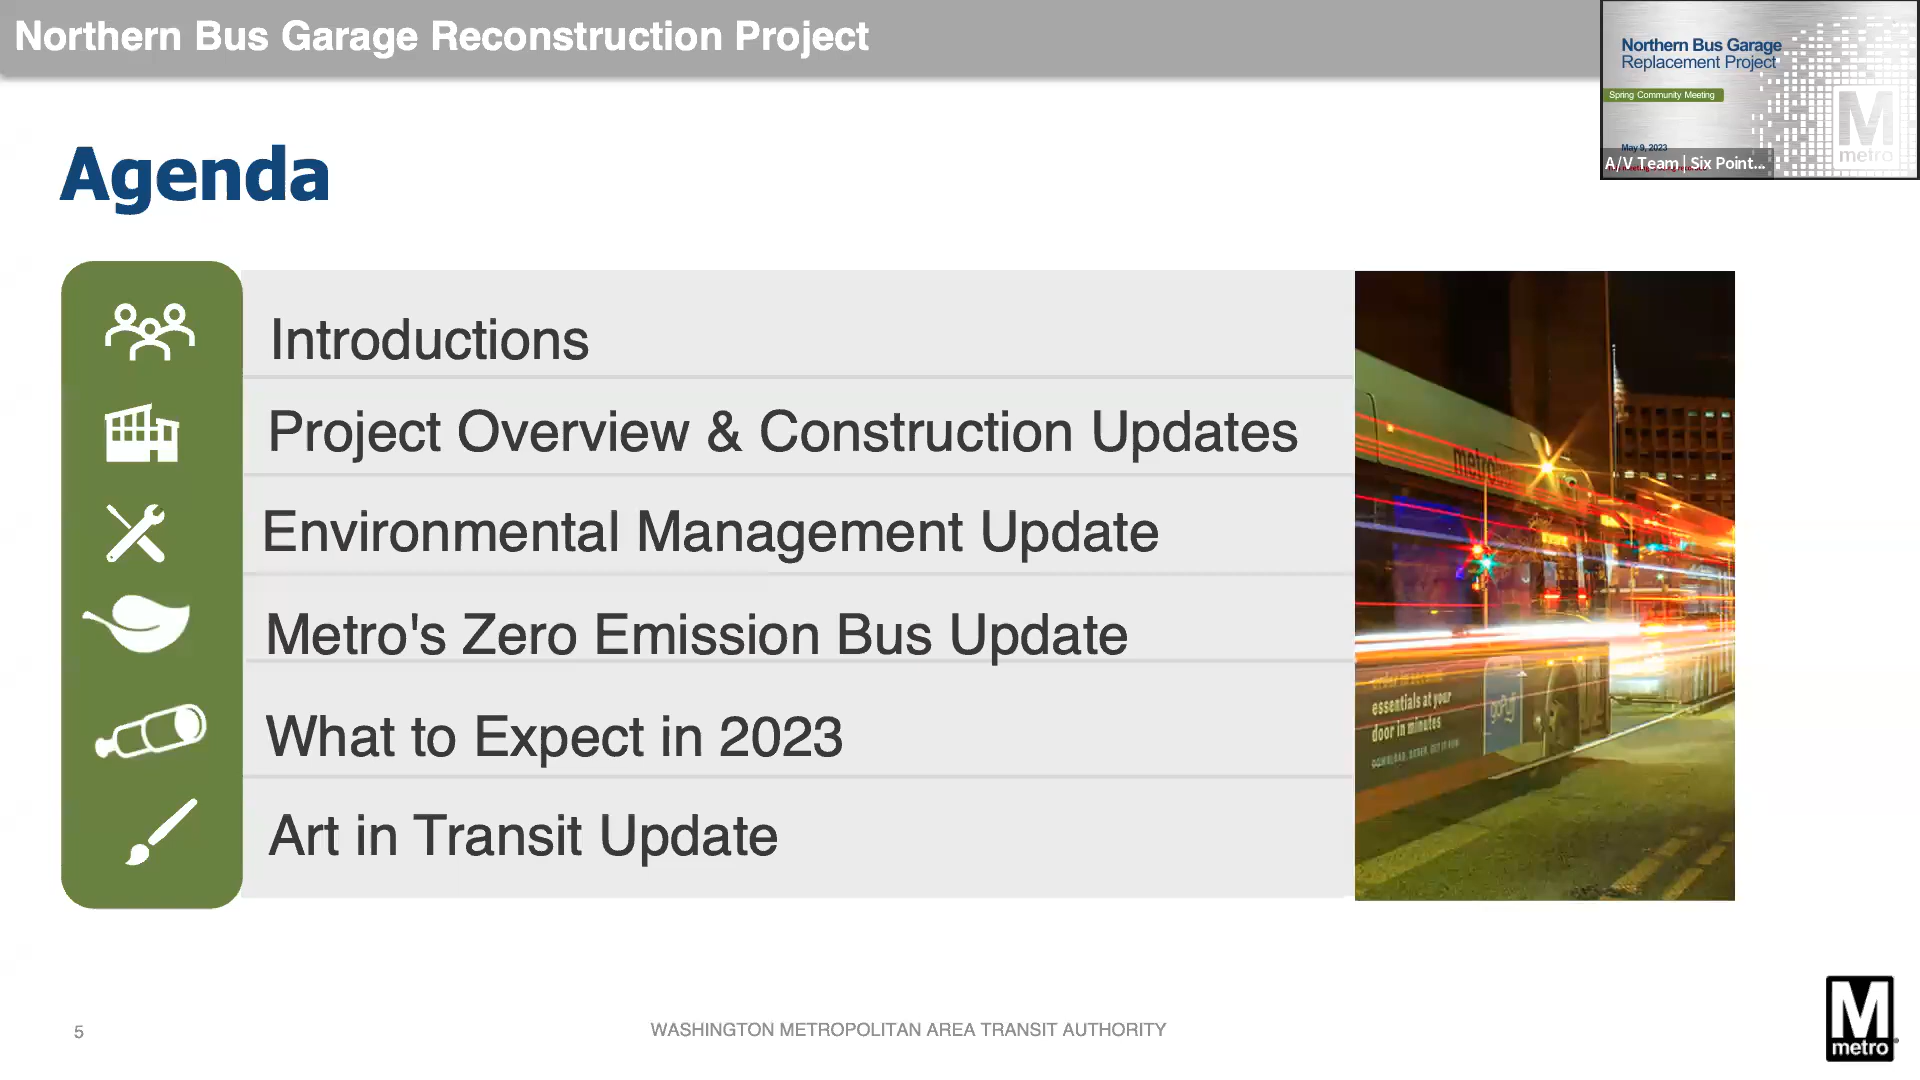 Northern Bus Garage Reconstruction Project
Northern Bus Garage
Replacement Project
Spring Community Meeting
May 9, 2023
A/V Team | Six Point...
M
metro
Agenda
Introductions
Project Overview & Construction Updates
Environmental Management Update
Metro's Zero Emission Bus Update
What to Expect in 2023
Art in Transit Update
metro
essentials at your
door in minutes
5
WASHINGTON METROPOLITAN AREA TRANSIT AUTHORITY
M
metro